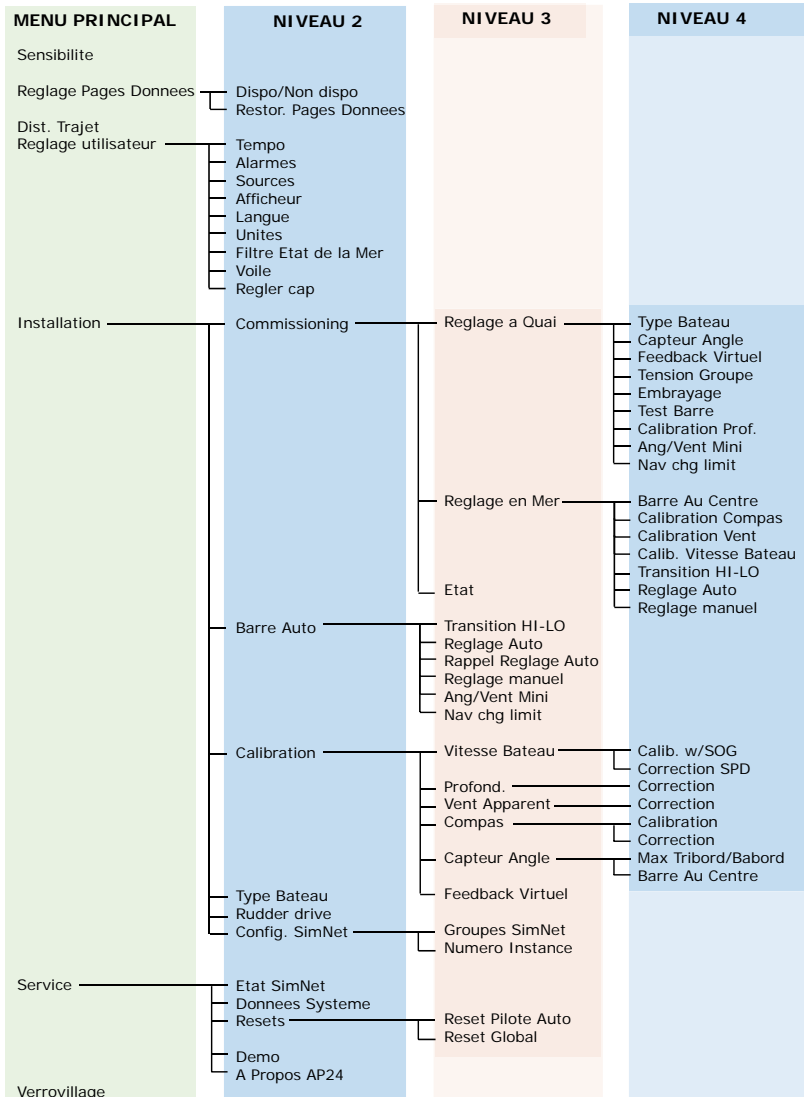 MENU PRINCIPAL NIVEAU 2 NIVEAU 3 NIVEAU 4
Sensibilite
Reglage Pages Donnees Dispo/Non dispo
Restor. Pages Donnees
Dist. Trajet
Reglage utilisateur Tempo
Alarmes
Sources
Afficheur
Langue
Unites
Filtre Etat de la Mer
Voile
Regler cap
Installation Commissioning Reglage a Quai Type Bateau
Capteur Angle
Feedback Virtuel
Tension Groupe
Embrayage
Test Barre
Calibration Prof.
Ang/Vent Mini
Nav chg limit
Reglage en Mer Barre Au Centre
Calibration Compas
Calibration Vent
Calib. Vitesse Bateau
Transition HI-LO
Reglage Auto
Reglage manuel
Etat
Barre Auto Transition HI-LO
Reglage Auto
Rappel Reglage Auto
Reglage manuel
Ang/Vent Mini
Nav chg limit
Calibration Vitesse Bateau Calib. w/SOG
Correction SPD
Profond. Correction
Vent Apparent Correction
Compas Calibration
Correction
Capteur Angle Max Tribord/Babord
Barre Au Centre
Feedback Virtuel
Type Bateau
Rudder drive
Config. SimNet Groupes SimNet
Numero Instance
Service Etat SimNet
Donnees Systeme
Resets Reset Pilote Auto
Reset Global
Demo
A Propos AP24
Verrovillage